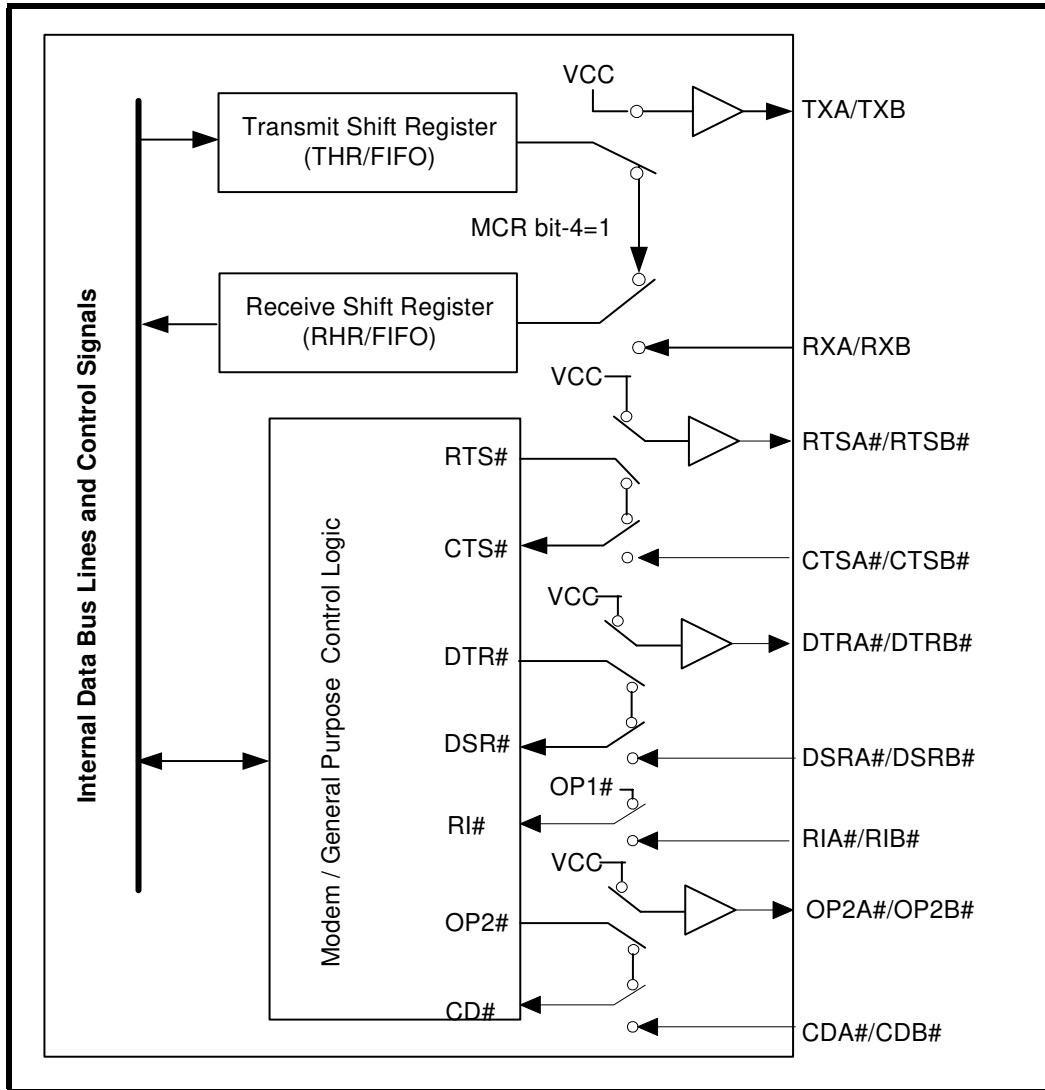 VCC
TXA/TXB
Transmit Shift Register
(THR/FIFO)
MCR bit-4=1
Receive Shift Register
(RHR/FIFO)
RXA/RXB
VCC
RTSA#/RTSB#
RTS#
CTS#
CTSA#/CTSB#
VCC
DTRA#/DTRB#
DTR#
DSR#
DSRA#/DSRB#
OP1#
RI#
RIA#/RIB#
VCC
OP2A#/OP2B#
OP2#
CD#
CDA#/CDB#
Internal Data Bus Lines and Control Signals
Modem / General Purpose Control Logic